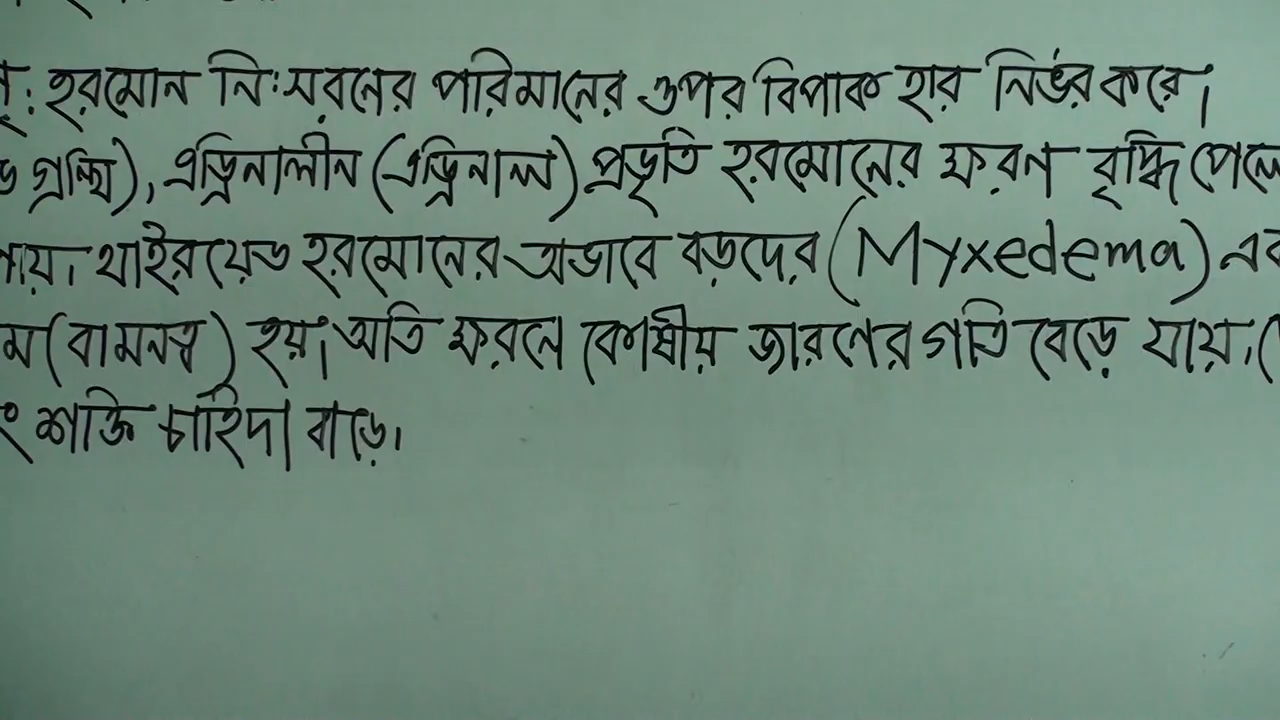 হরমোন নিঃসরনের পরিমানের ওপর বিপাক হার নির্ভর করে।
গ্রন্থি), এড্রিনালীন (এড্রিনাল) প্রভৃতি হরমোনের ক্ষরণ বৃদ্ধি পেলে
থাইরয়েড হরমোনের অভাবে বড়দের (Myxedema)
(বামনত্ব) হয়। অতি ক্ষরনে কোষীয় জারণের গতি বেড়ে যায়।
শক্তি চাহিদা বাড়ে।